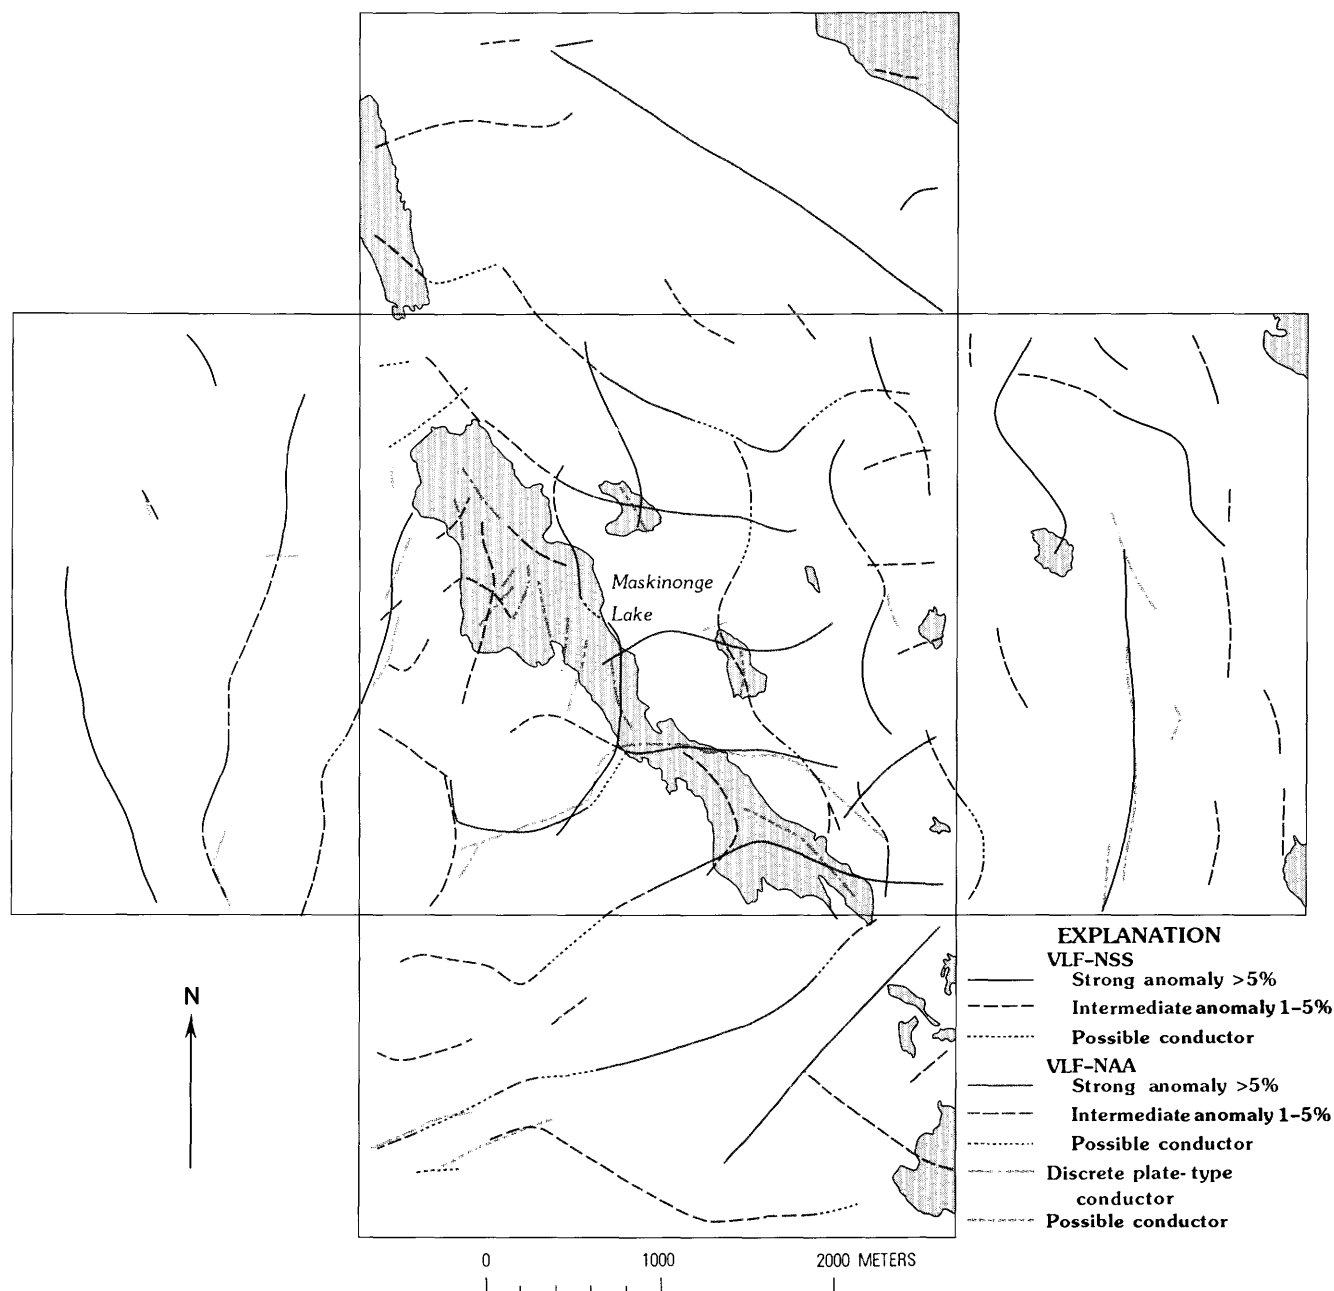 Maskinonge
Lake
N
EXPLANATION
VLF-NSS
Strong anomaly >5%
Intermediate anomaly 1-5%
Possible conductor
VLF-NAA
Strong anomaly >5%
Intermediate anomaly 1-5%
Possible conductor
Discrete plate-type
conductor
Possible conductor
0 1000 2000 METERS